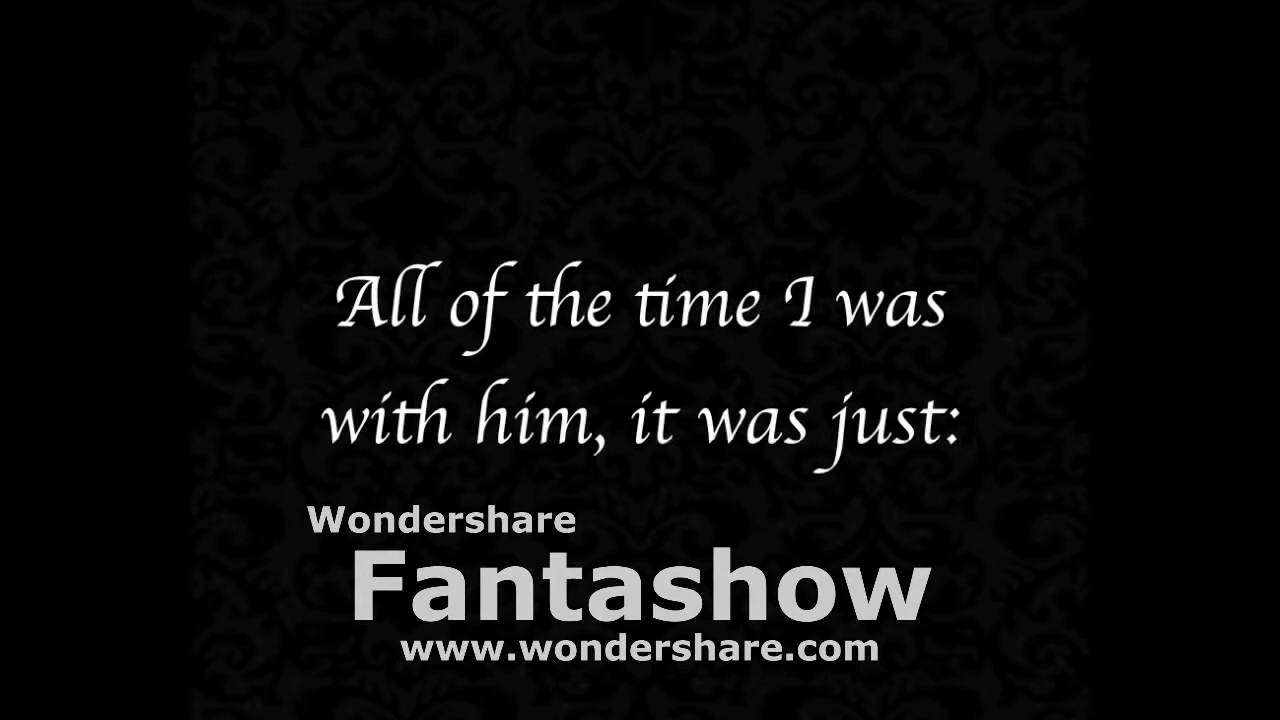 All of the time I was
with him, it was just:
Wondershare
Fantashow
www.wondershare.com